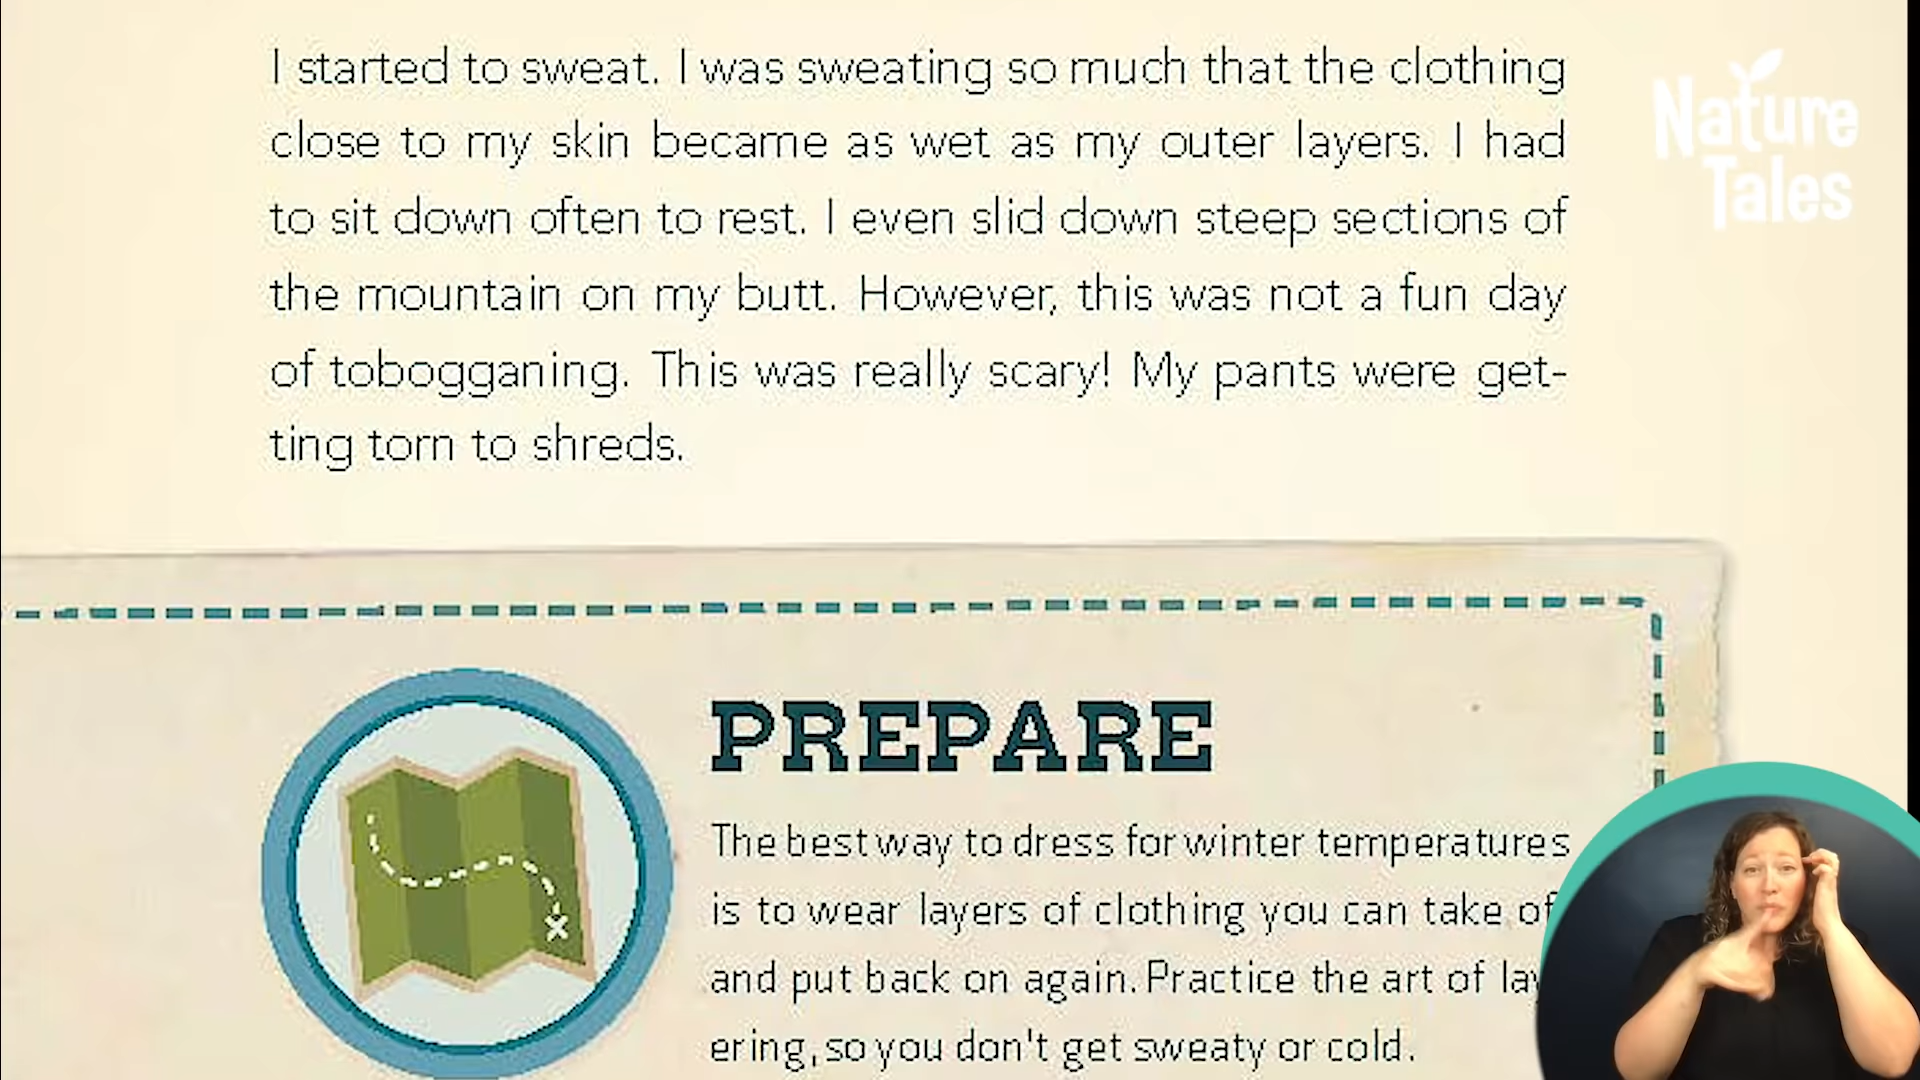 I started to sweat. I was sweating so much that the clothing
close to my skin became as wet as my outer layers. I had
to sit down often to rest. I even slid down steep sections of
the mountain on my butt. However, this was not a fun day
of tobogganing. This was really scary! My pants were get-
ting torn to shreds.
Nature
Tales
PREPARE
The best way to dress for winter temperatures
is to wear layers of clothing you can take
and put back on again. Practice the art of
ering, so you don't get sweaty or cold.